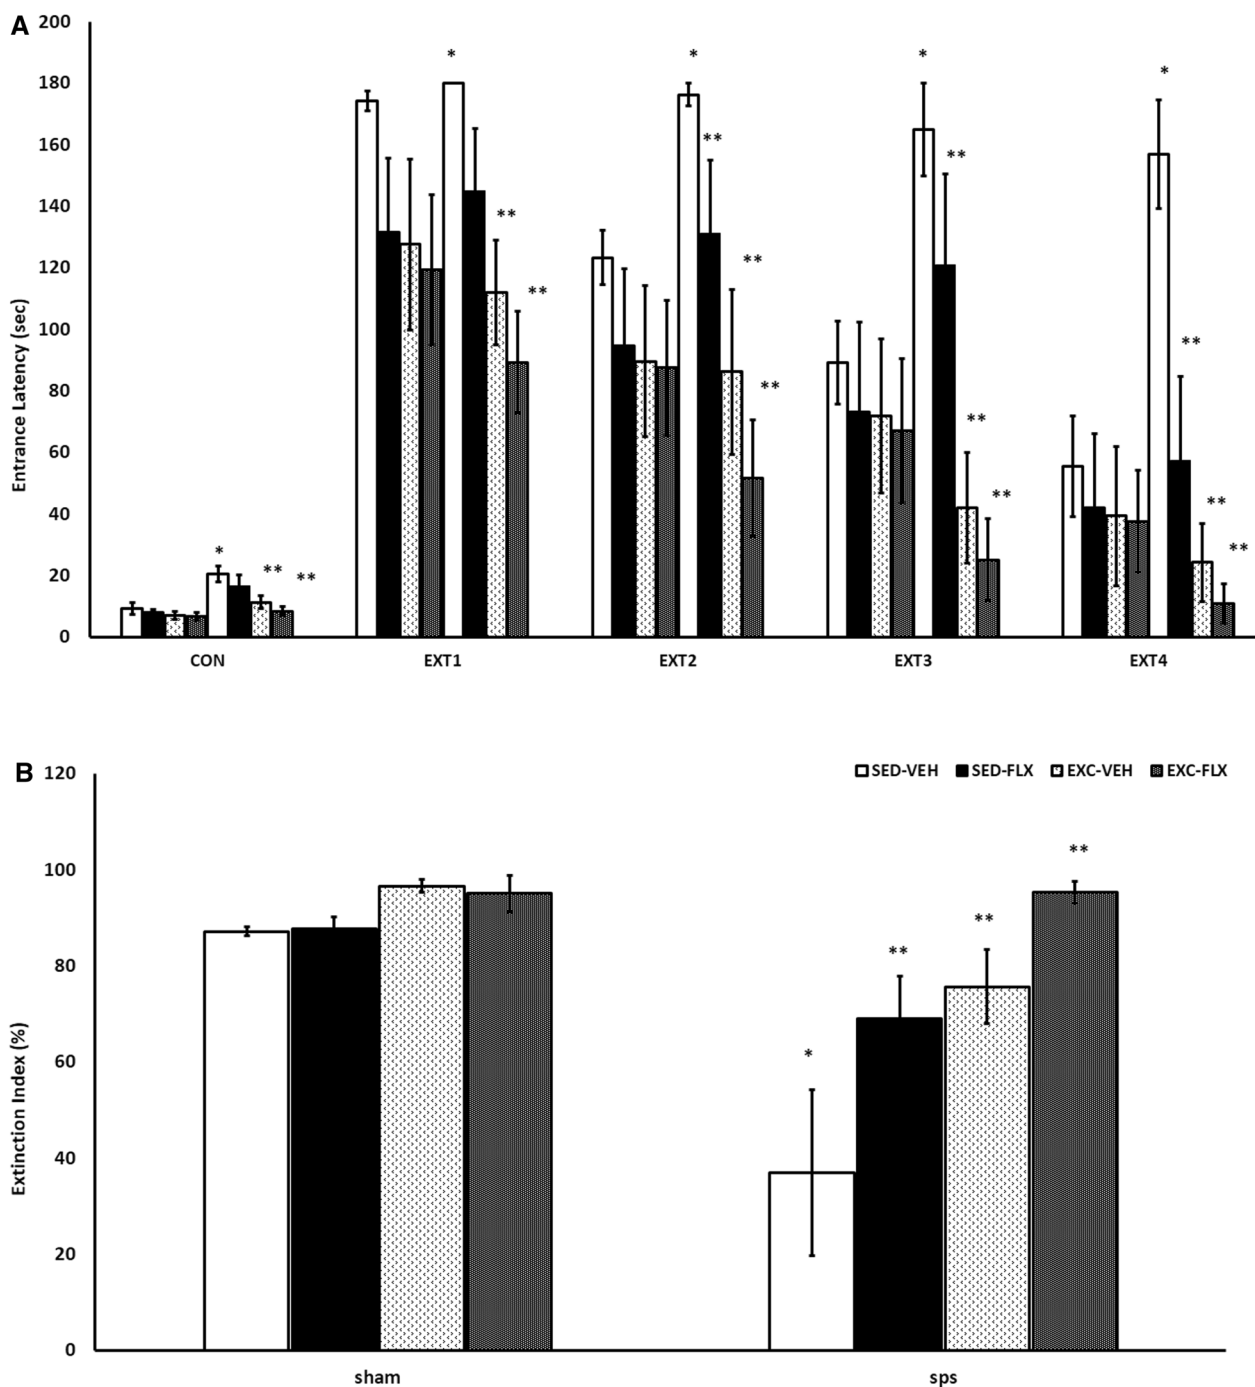 A
Entrance Latency (sec)
200
180
160
140
120
100
80
60
40
20
0
* ** **
* ** **
* ** ** **
* ** ** **
* ** ** **
CON EXT1 EXT2 EXT3 EXT4
B
SED-VEH SED-FLX EXC-VEH EXC-FLX
Extinction Index (%)
120
100
80
60
40
20
0
* ** ** **
sham sps